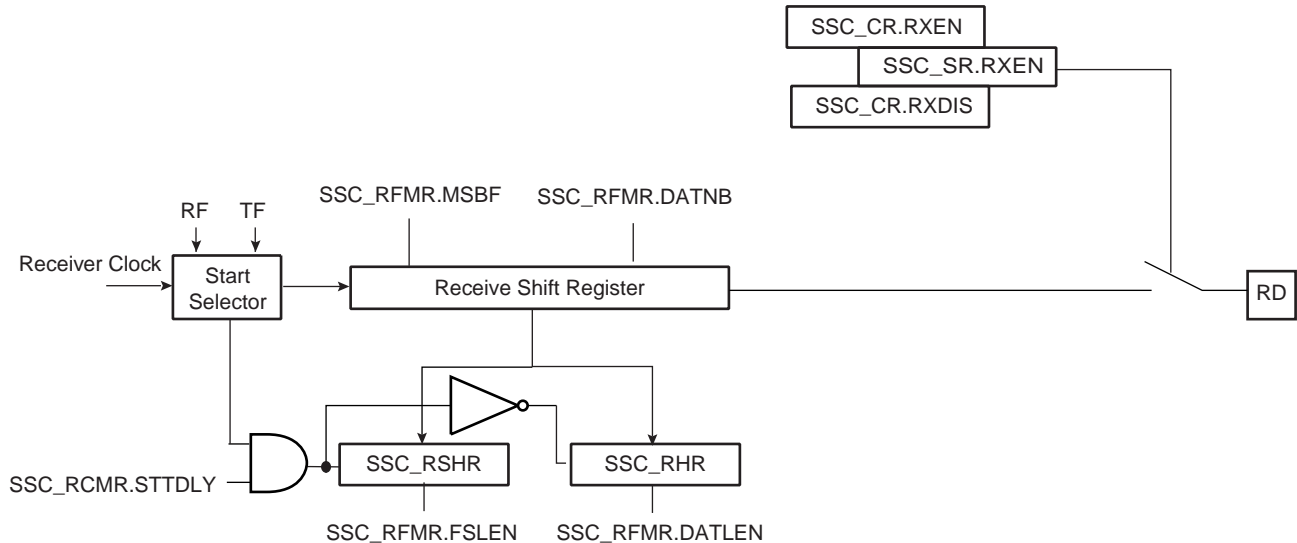 SSC_CR.RXEN
SSC_SR.RXEN
SSC_CR.RXDIS
SSC_RFMR.MSBF
SSC_RFMR.DATNB
RF
TF
Receiver Clock
Start
Selector
Receive Shift Register
RD
SSC_RSHR
SSC_RHR
SSC_RCMR.STTDLY
SSC_RFMR.FSLEN
SSC_RFMR.DATLEN